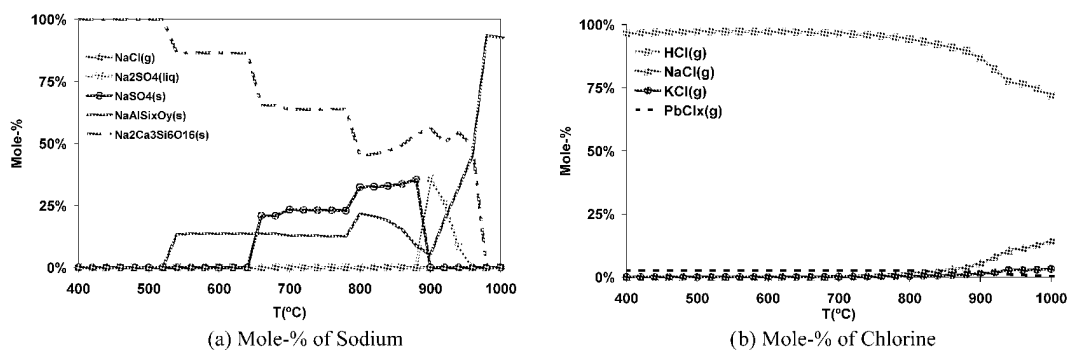 100%
75%
50%
25%
0%
Mole-%
NaCl(g)
Na2SO4(liq)
NaSO4(s)
NaAlSixOy(s)
Na2Ca3Si6O16(s)
400 500 600 700 800 900 1000
T(ºC)
(a) Mole-% of Sodium
100%
75%
50%
25%
0%
Mole-%
HCl(g)
NaCl(g)
KCl(g)
PbClx(g)
400 500 600 700 800 900 1000
T(ºC)
(b) Mole-% of Chlorine